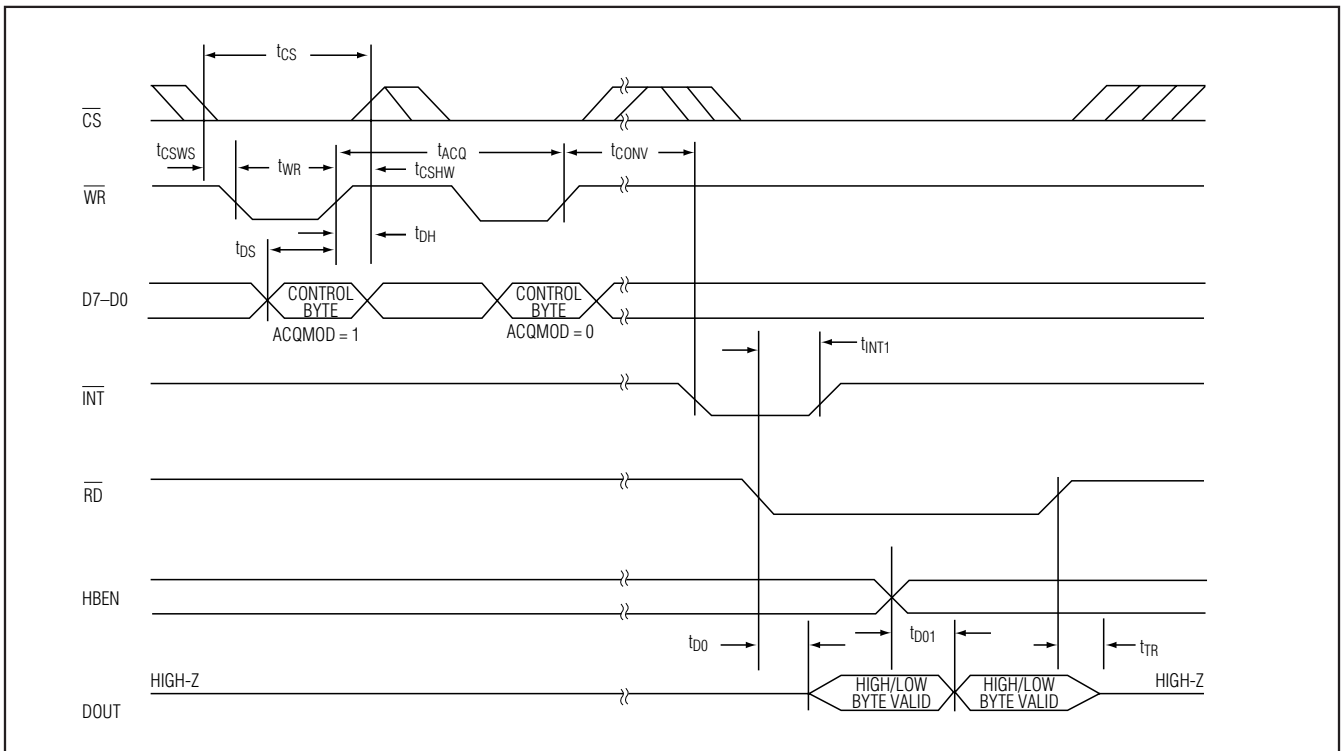 tCS
CS
tCSWS
tWR
tACQ
tCONV
tCSHW
WR
tDS
tDH
D7–D0
CONTROL
BYTE
CONTROL
BYTE
ACQMOD = 1
ACQMOD = 0
tINT1
INT
RD
HBEN
tD0
tD01
tTR
HIGH-Z
HIGH/LOW
BYTE VALID
HIGH/LOW
BYTE VALID
HIGH-Z
DOUT